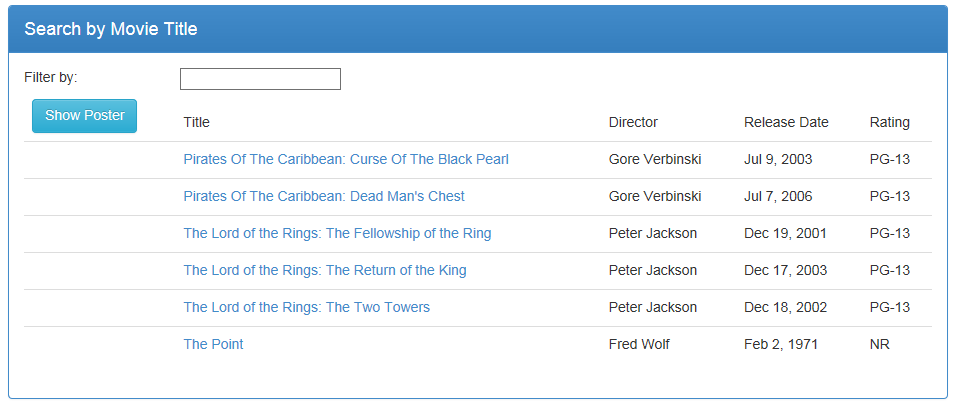 Search by Movie Title
Filter by:
Show Poster Title Director Release Date Rating
Pirates Of The Caribbean: Curse Of The Black Pearl Gore Verbinski Jul 9, 2003 PG-13
Pirates Of The Caribbean: Dead Man's Chest Gore Verbinski Jul 7, 2006 PG-13
The Lord of the Rings: The Fellowship of the Ring Peter Jackson Dec 19, 2001 PG-13
The Lord of the Rings: The Return of the King Peter Jackson Dec 17, 2003 PG-13
The Lord of the Rings: The Two Towers Peter Jackson Dec 18, 2002 PG-13
The Point Fred Wolf Feb 2, 1971 NR